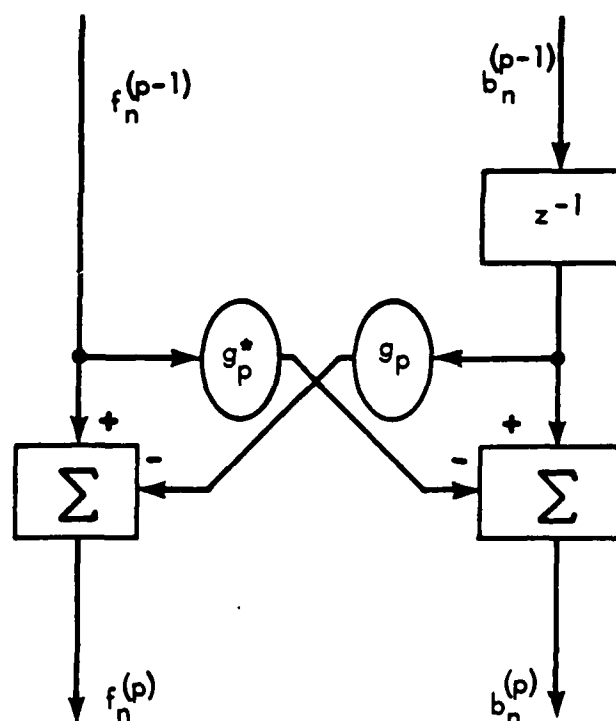 f_n^(p-1)
b_n^(p-1)
z^-1
g_p^*
g_p
+
-
-
+
Σ
Σ
f_n^(p)
b_n^(p)